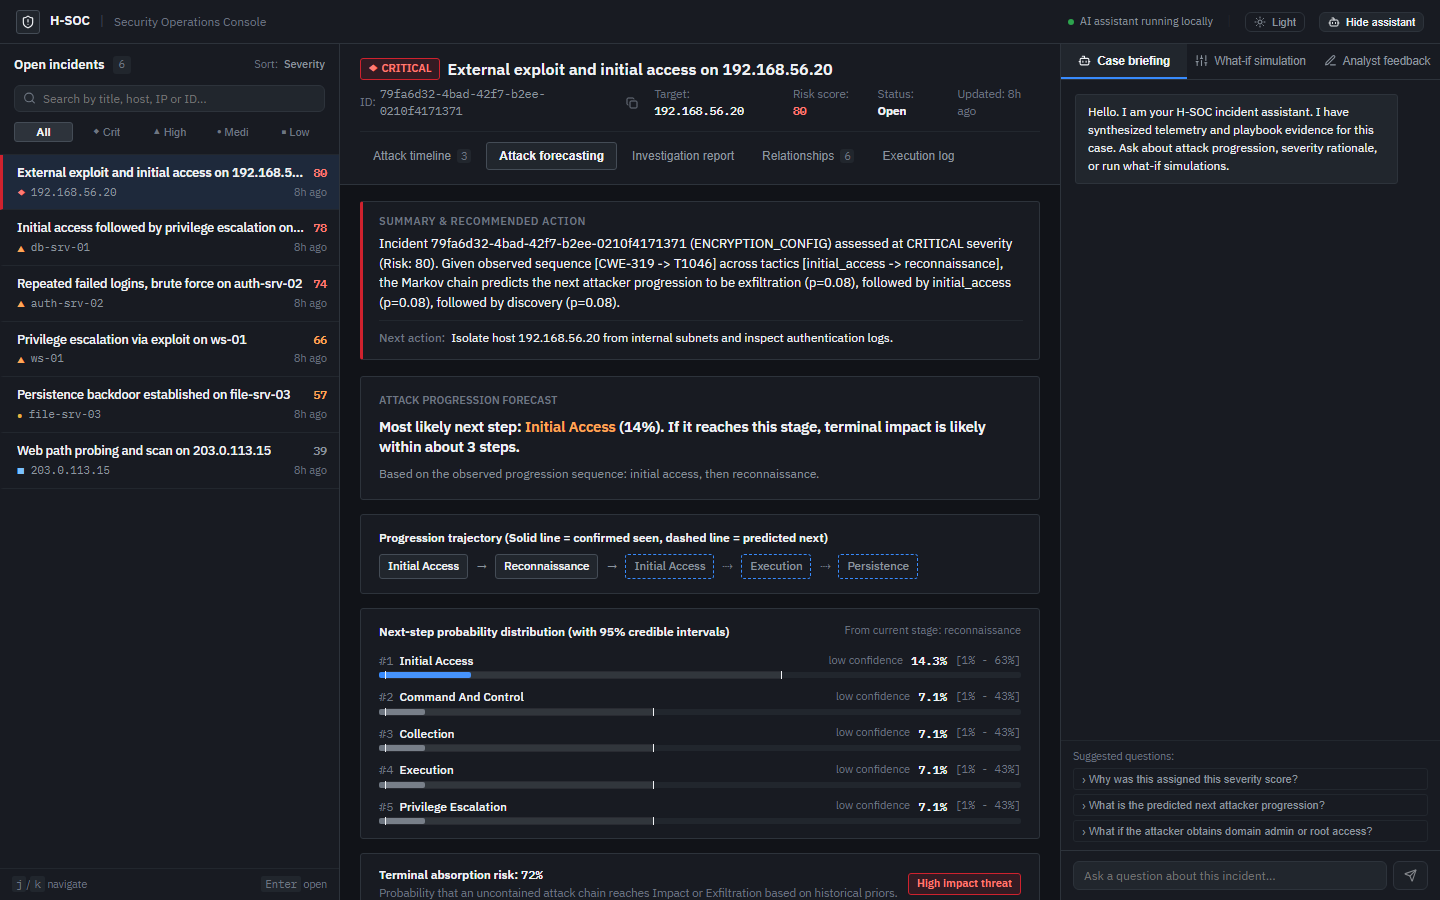 H-SOC
Security Operations Console
AI assistant running locally
Light
Hide assistant
Open incidents 6
Sort: Severity
Search by title, host, IP or ID...
All
Crit
High
Medi
Low
External exploit and initial access on 192.168.5... 80
192.168.56.20 8h ago
Initial access followed by privilege escalation on... 78
db-srv-01 8h ago
Repeated failed logins, brute force on auth-srv-02 74
auth-srv-02 8h ago
Privilege escalation via exploit on ws-01 66
ws-01 8h ago
Persistence backdoor established on file-srv-03 57
file-srv-03 8h ago
Web path probing and scan on 203.0.113.15 39
203.0.113.15 8h ago
j / k navigate
Enter open
CRITICAL External exploit and initial access on 192.168.56.20
ID: 79fa6d32-4bad-42f7-b2ee-
0210f4171371
Target:
192.168.56.20
Risk score:
80
Status:
Open
Updated: 8h
ago
Attack timeline 3
Attack forecasting
Investigation report
Relationships 6
Execution log
SUMMARY & RECOMMENDED ACTION
Incident 79fa6d32-4bad-42f7-b2ee-0210f4171371 (ENCRYPTION_CONFIG) assessed at CRITICAL severity
(Risk: 80). Given observed sequence [CWE-319 -> T1046] across tactics [initial_access -> reconnaissance],
the Markov chain predicts the next attacker progression to be exfiltration (p=0.08), followed by initial_access
(p=0.08), followed by discovery (p=0.08).
Next action: Isolate host 192.168.56.20 from internal subnets and inspect authentication logs.
ATTACK PROGRESSION FORECAST
Most likely next step: Initial Access (14%). If it reaches this stage, terminal impact is likely
within about 3 steps.
Based on the observed progression sequence: initial access, then reconnaissance.
Progression trajectory (Solid line = confirmed seen, dashed line = predicted next)
Initial Access → Reconnaissance → Initial Access → Execution → Persistence
Next-step probability distribution (with 95% credible intervals)
From current stage: reconnaissance
#1 Initial Access low confidence 14.3% [1% - 63%]
#2 Command And Control low confidence 7.1% [1% - 43%]
#3 Collection low confidence 7.1% [1% - 43%]
#4 Execution low confidence 7.1% [1% - 43%]
#5 Privilege Escalation low confidence 7.1% [1% - 43%]
Terminal absorption risk: 72%
Probability that an uncontained attack chain reaches Impact or Exfiltration based on historical priors.
High impact threat
Case briefing
What-if simulation
Analyst feedback
Hello. I am your H-SOC incident assistant. I have
synthesized telemetry and playbook evidence for this
case. Ask about attack progression, severity rationale,
or run what-if simulations.
Suggested questions:
› Why was this assigned this severity score?
› What is the predicted next attacker progression?
› What if the attacker obtains domain admin or root access?
Ask a question about this incident...